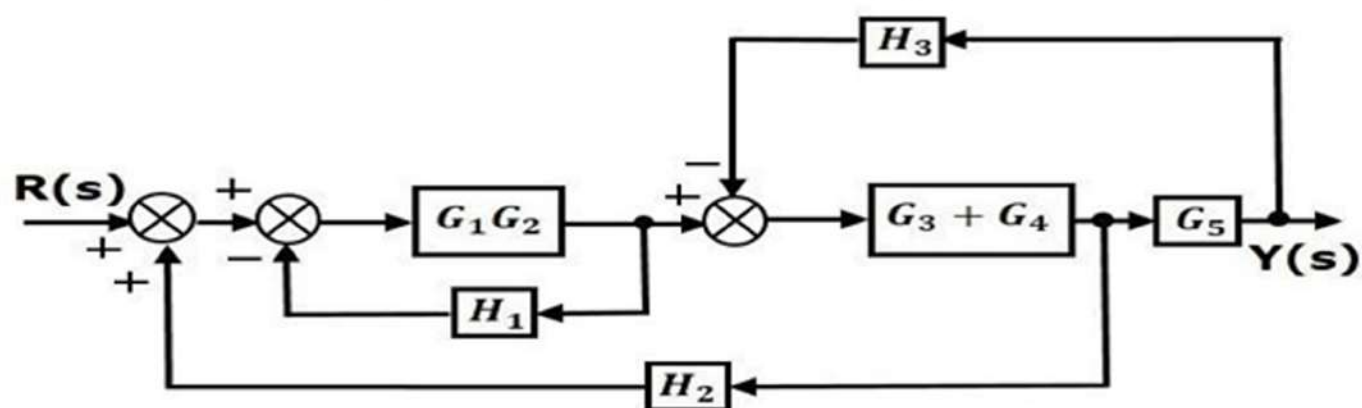 H₃
−
R(s) + + G₁G₂ + G₃ + G₄ G₅
+ − Y(s)
+ H₁
H₂